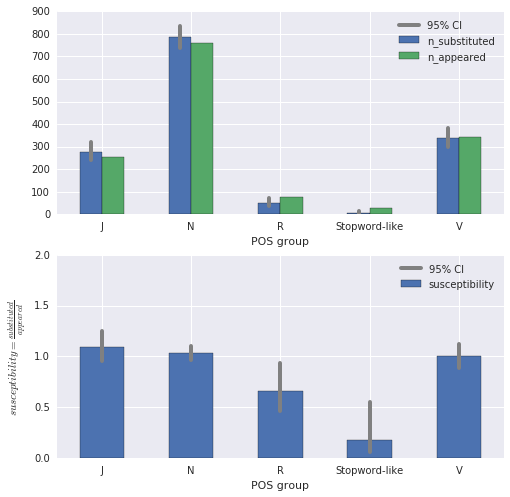 900
800
700
600
500
400
300
200
100
0
95% CI
n_substituted
n_appeared
J N R Stopword-like V
POS group
2.0
1.5
1.0
0.5
0.0
susceptibility = substituted / appeared
95% CI
susceptibility
J N R Stopword-like V
POS group